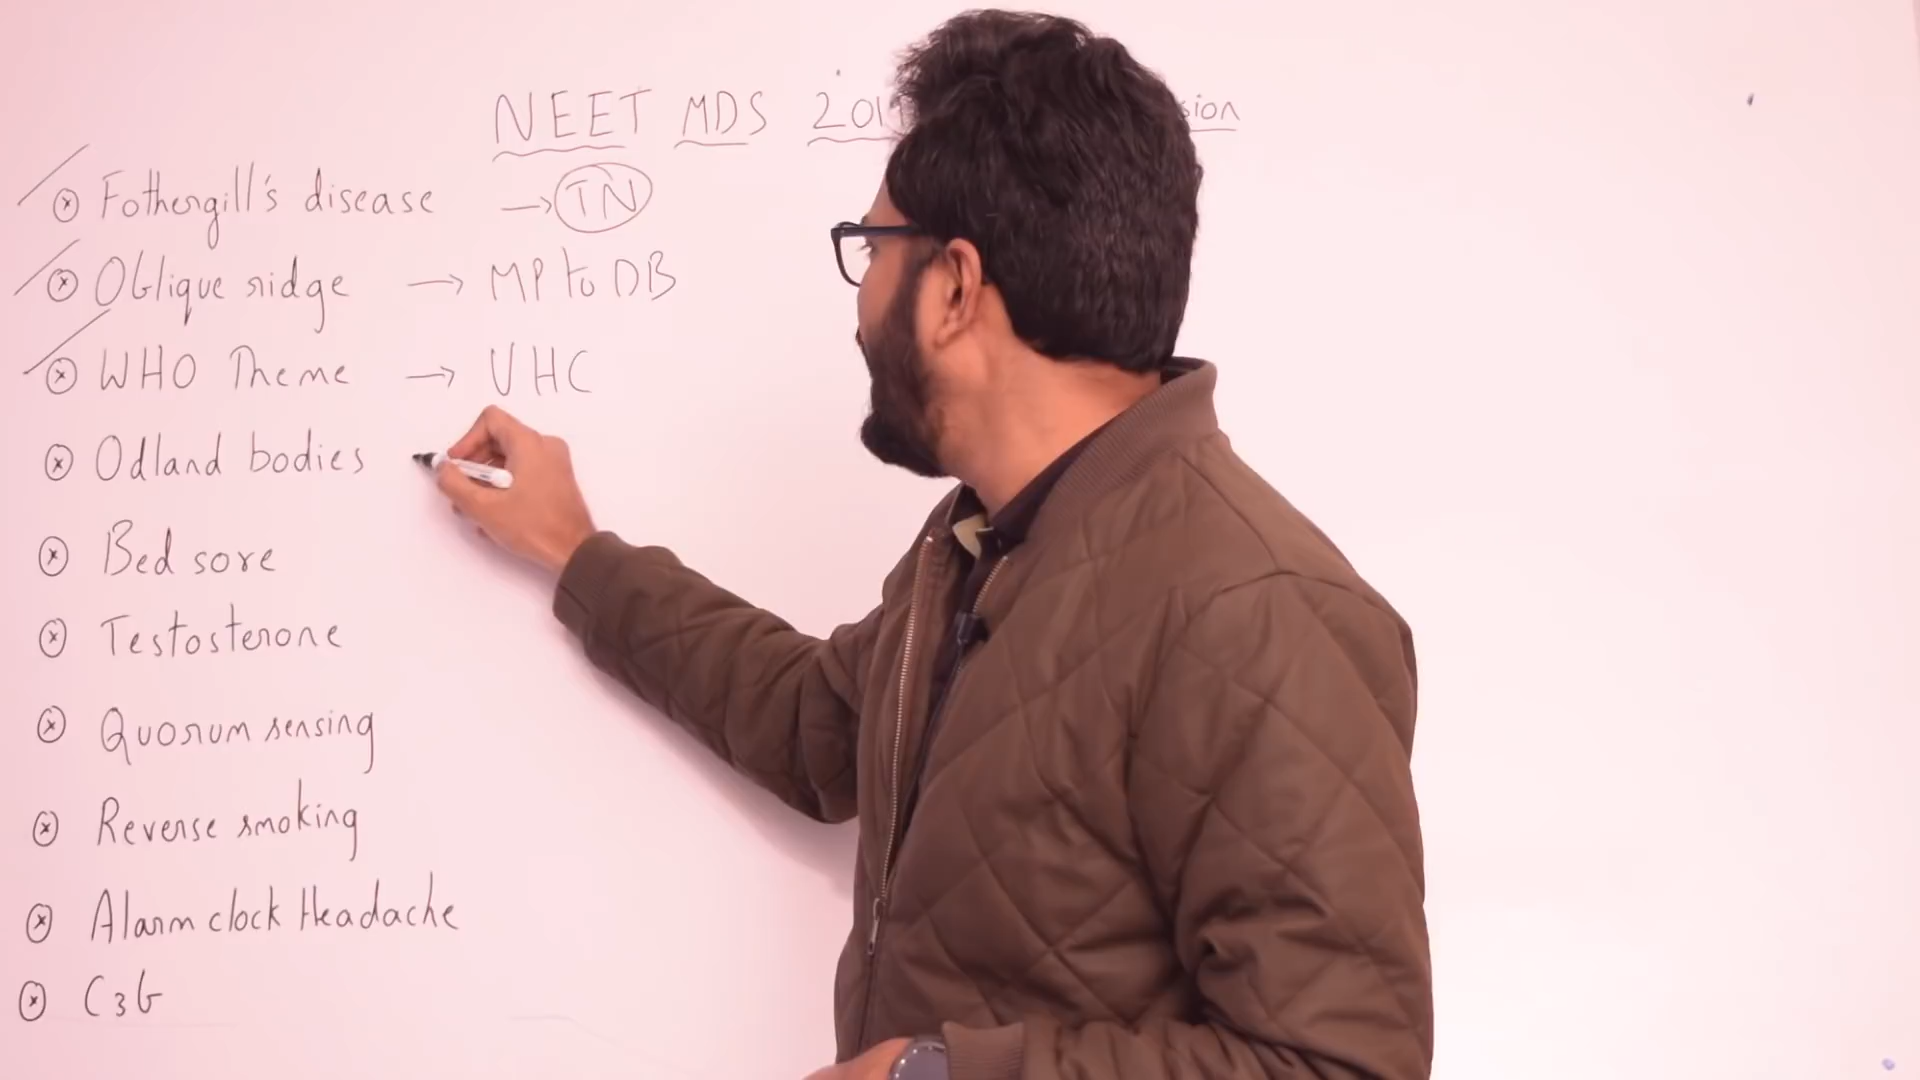 NEET MDS 201 sion
Fothergill's disease → TN
Oblique ridge → MP to DB
WHO Theme → UHC
Odland bodies
Bed sore
Testosterone
Quorum sensing
Reverse smoking
Alarm clock Headache
C3G